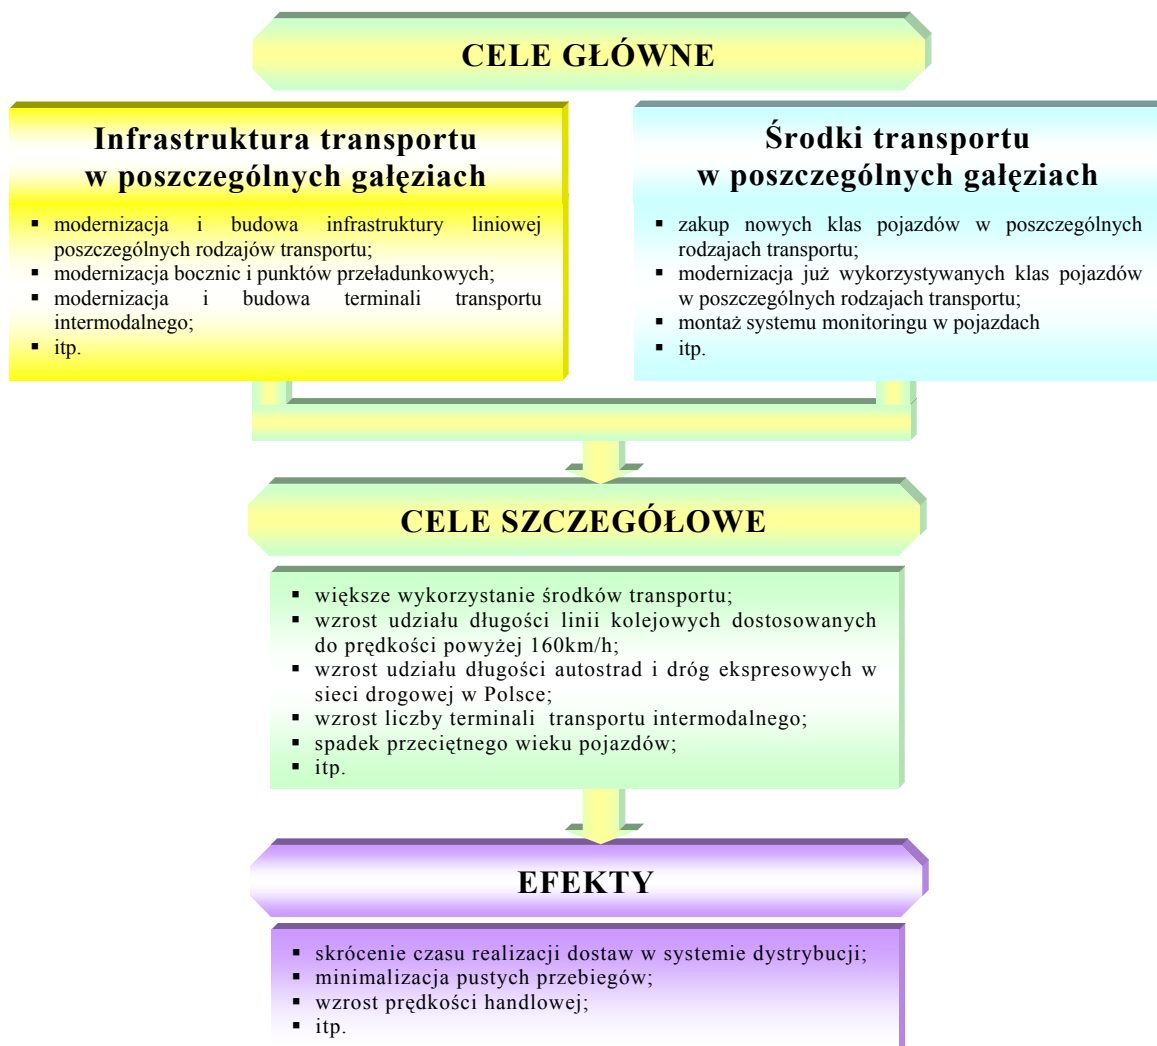 CELE GŁÓWNE
Infrastruktura transportu
w poszczególnych gałęziach
▪ modernizacja i budowa infrastruktury liniowej
poszczególnych rodzajów transportu;
▪ modernizacja bocznic i punktów przeładunkowych;
▪ modernizacja i budowa terminali transportu
intermodalnego;
▪ itp.
Środki transportu
w poszczególnych gałęziach
▪ zakup nowych klas pojazdów w poszczególnych
rodzajach transportu;
▪ modernizacja już wykorzystywanych klas pojazdów
w poszczególnych rodzajach transportu;
▪ montaż systemu monitoringu w pojazdach
▪ itp.
CELE SZCZEGÓŁOWE
▪ większe wykorzystanie środków transportu;
▪ wzrost udziału długości linii kolejowych dostosowanych
do prędkości powyżej 160km/h;
▪ wzrost udziału długości autostrad i dróg ekspresowych w
sieci drogowej w Polsce;
▪ wzrost liczby terminali transportu intermodalnego;
▪ spadek przeciętnego wieku pojazdów;
▪ itp.
EFEKTY
▪ skrócenie czasu realizacji dostaw w systemie dystrybucji;
▪ minimalizacja pustych przebiegów;
▪ wzrost prędkości handlowej;
▪ itp.